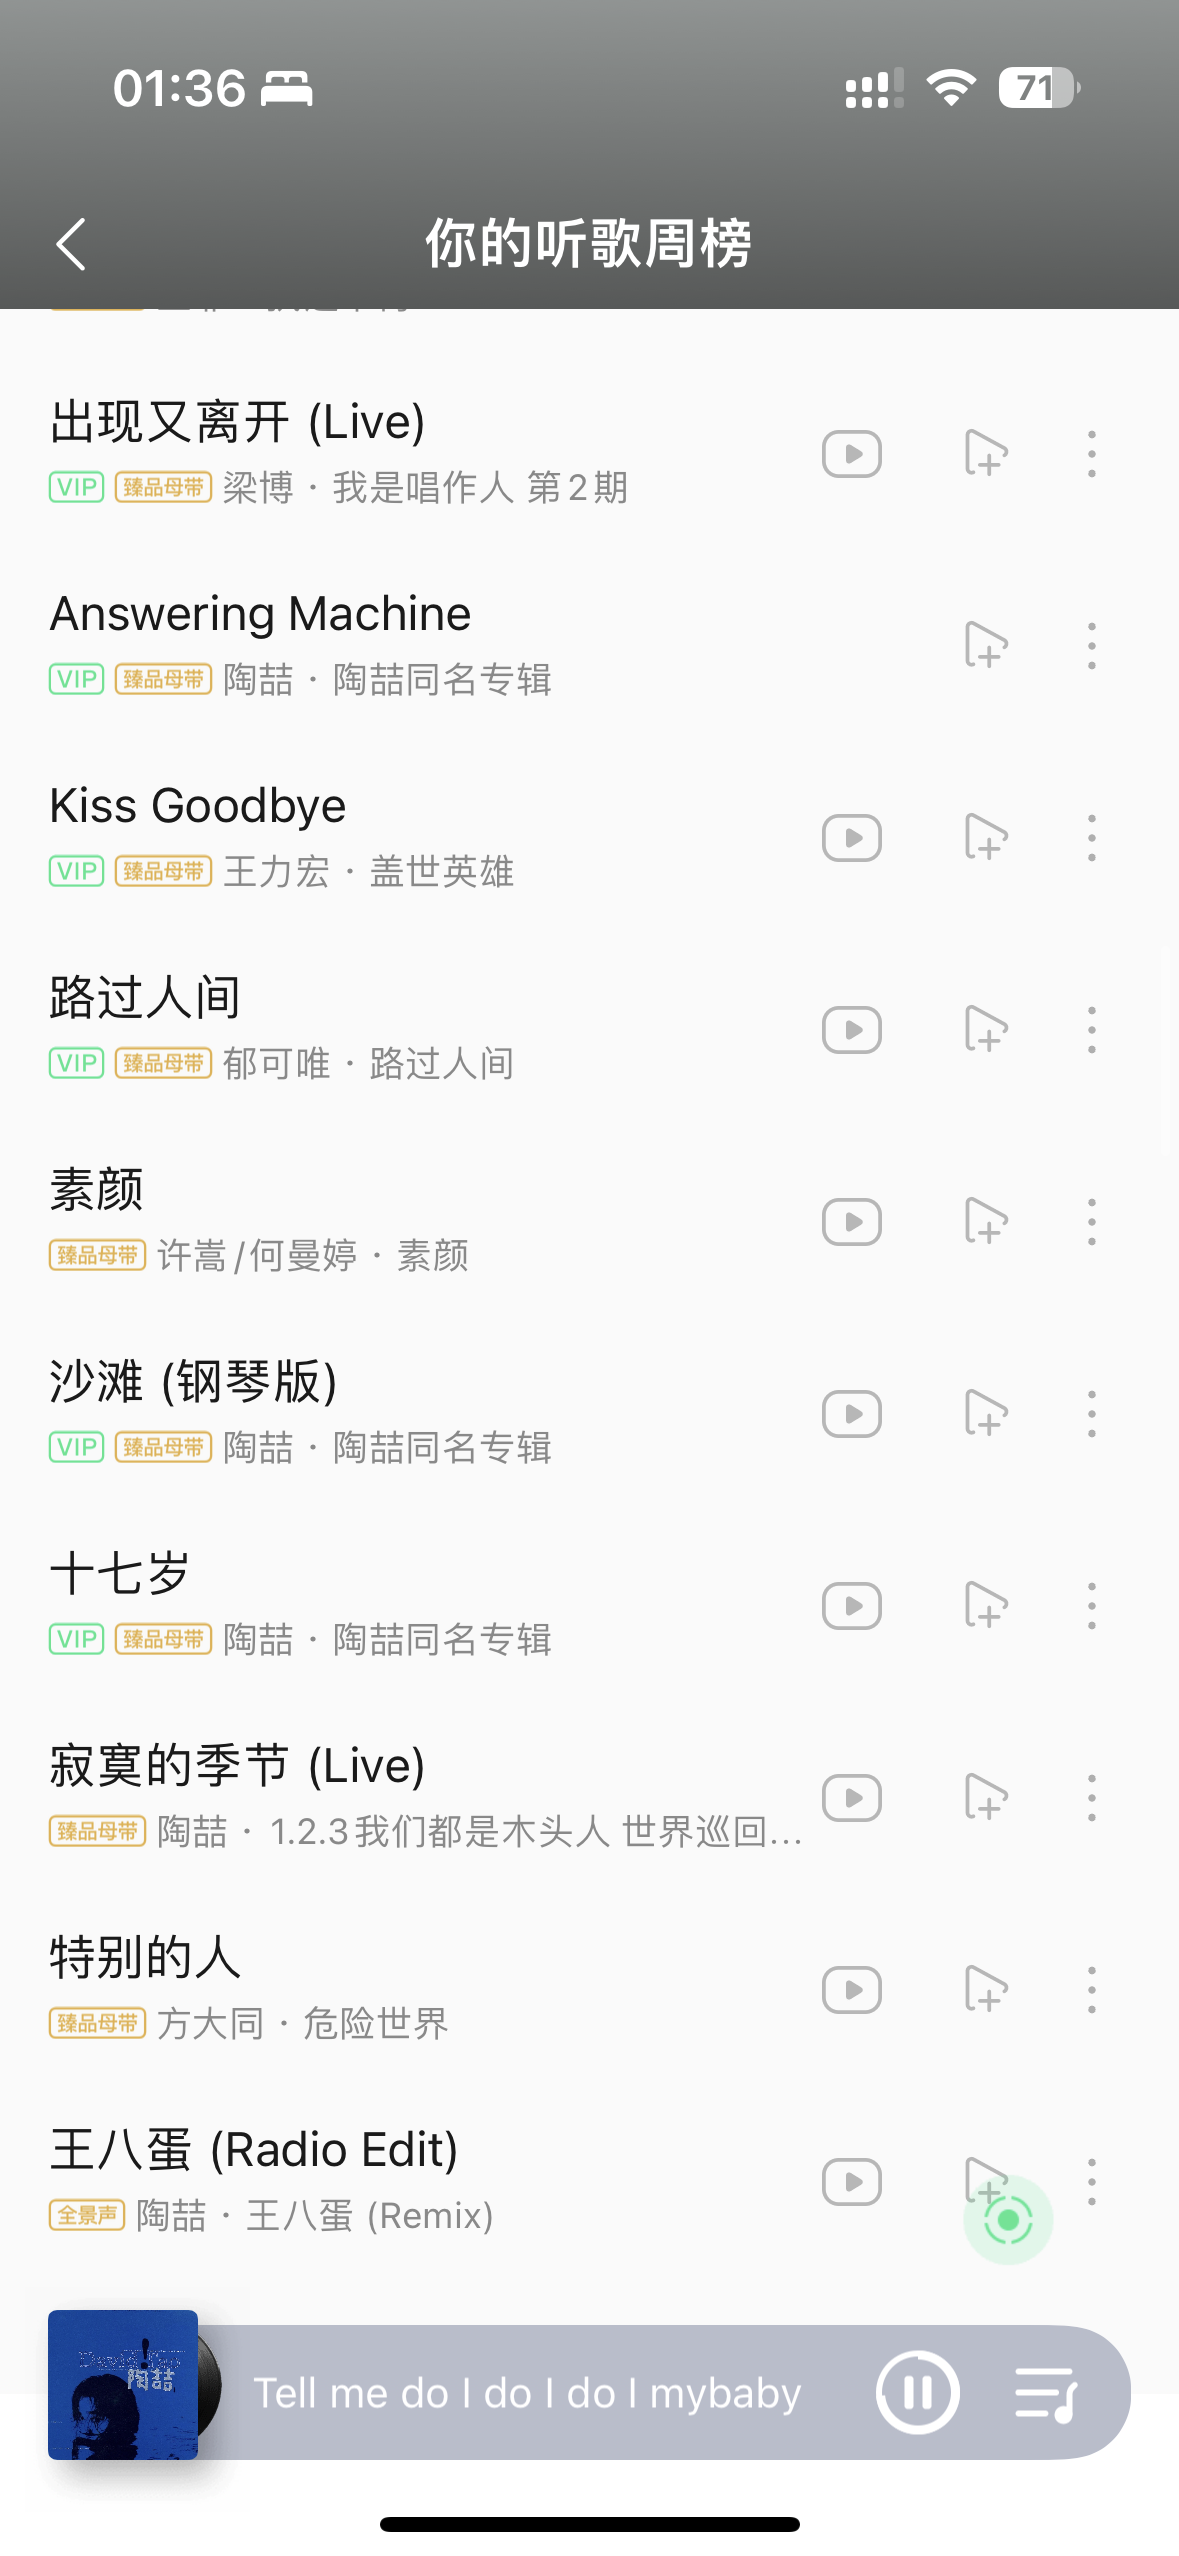 01:36
71
你的听歌周榜
出现又离开 (Live)
VIP 臻品母带 梁博 · 我是唱作人 第2期
Answering Machine
VIP 臻品母带 陶喆 · 陶喆同名专辑
Kiss Goodbye
VIP 臻品母带 王力宏 · 盖世英雄
路过人间
VIP 臻品母带 郁可唯 · 路过人间
素颜
臻品母带 许嵩/何曼婷 · 素颜
沙滩 (钢琴版)
VIP 臻品母带 陶喆 · 陶喆同名专辑
十七岁
VIP 臻品母带 陶喆 · 陶喆同名专辑
寂寞的季节 (Live)
臻品母带 陶喆 · 1.2.3我们都是木头人 世界巡回...
特别的人
臻品母带 方大同 · 危险世界
王八蛋 (Radio Edit)
全景声 陶喆 · 王八蛋 (Remix)
陶喆
Tell me do I do I do I mybaby